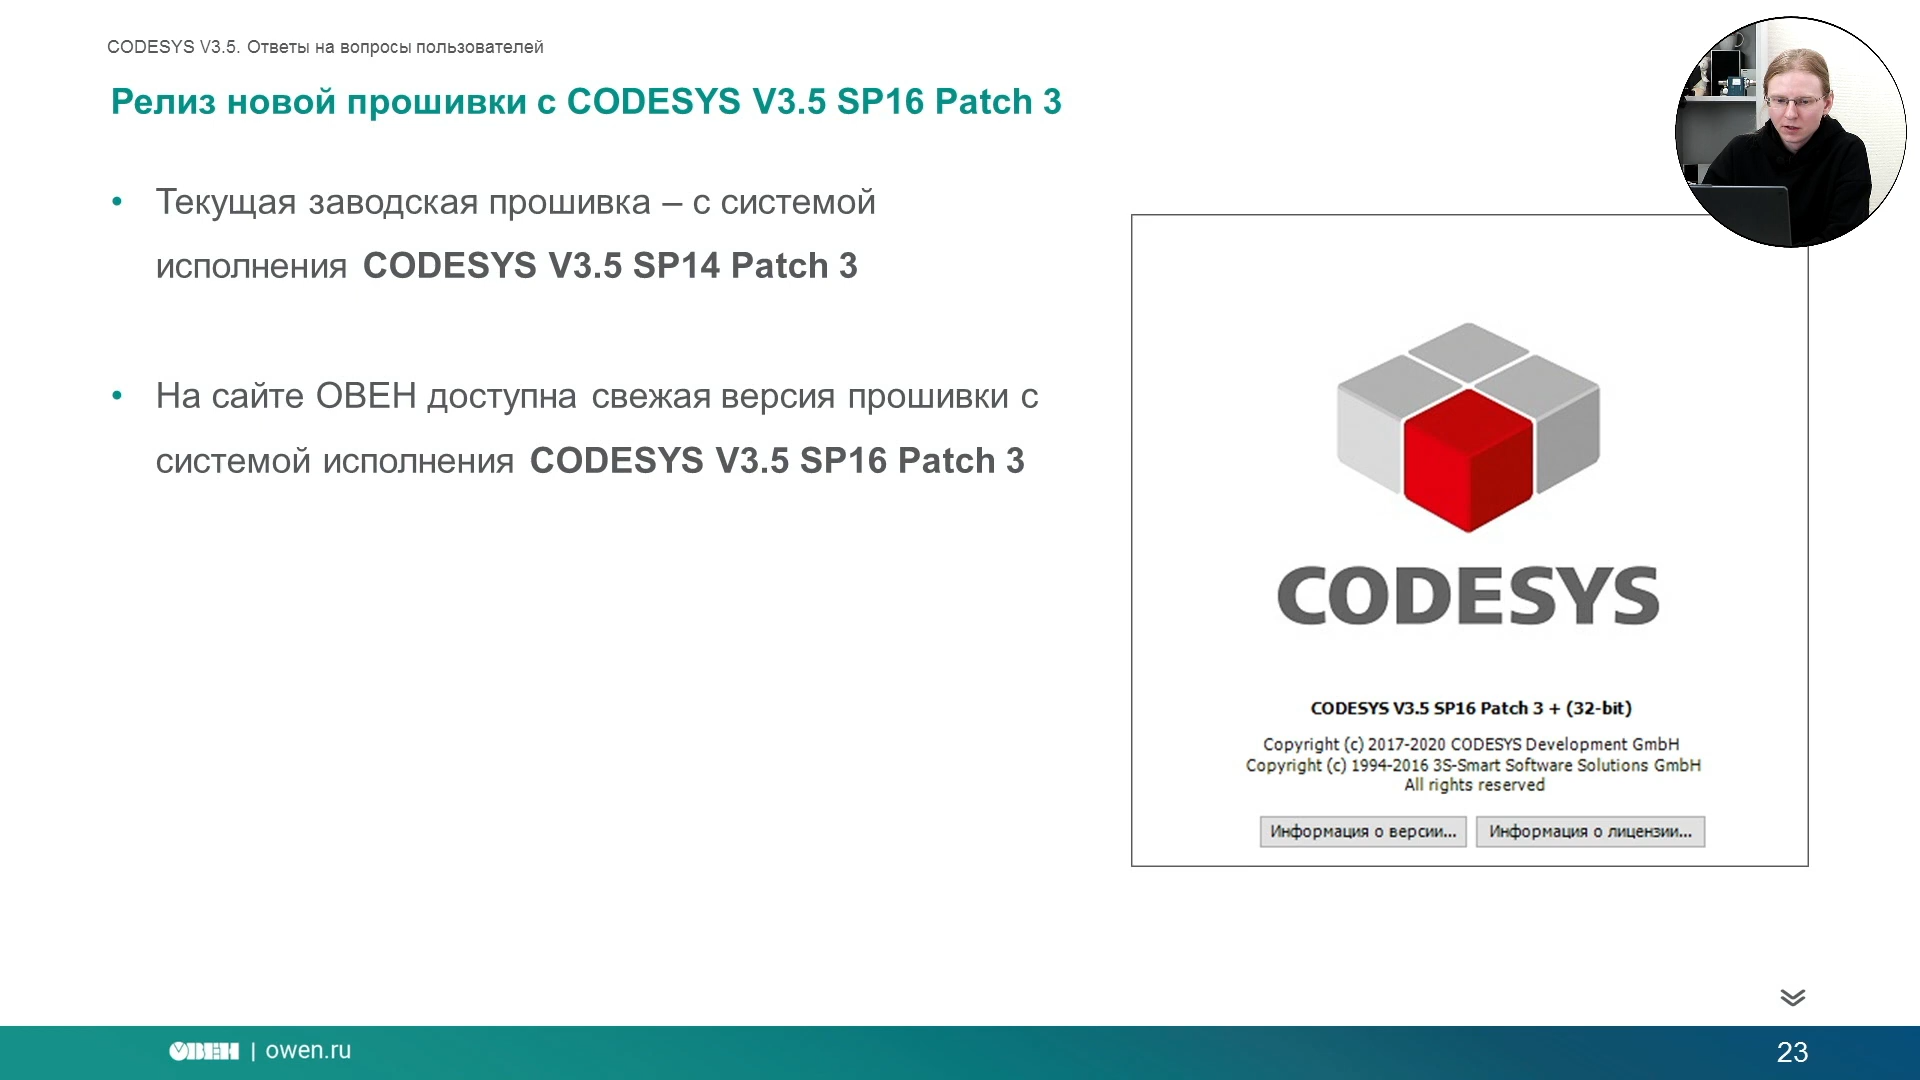 CODESYS V3.5. Ответы на вопросы пользователей
Релиз новой прошивки с CODESYS V3.5 SP16 Patch 3
• Текущая заводская прошивка – с системой
исполнения CODESYS V3.5 SP14 Patch 3
• На сайте ОВЕН доступна свежая версия прошивки с
системой исполнения CODESYS V3.5 SP16 Patch 3
CODESYS
CODESYS V3.5 SP16 Patch 3 + (32-bit)
Copyright (c) 2017-2020 CODESYS Development GmbH
Copyright (c) 1994-2016 3S-Smart Software Solutions GmbH
All rights reserved
Информация о версии... Информация о лицензии...
ОВЕН | owen.ru
23